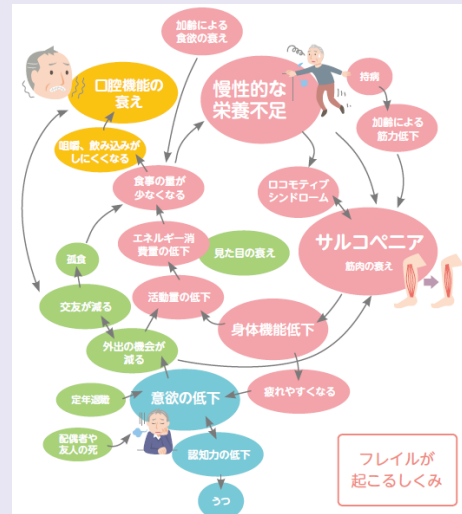 加齢による
食欲の衰え
口腔機能の
衰え
慢性的な
栄養不足
持病
加齢による
筋力低下
咀嚼、飲み込みが
しにくくなる
食事の量が
少なくなる
ロコモティブ
シンドローム
エネルギー消
費量の低下
見た目の衰え
サルコペニア
筋肉の衰え
孤食
交友が減る
活動量の低下
身体機能低下
外出の機会が
減る
定年退職
意欲の低下
疲れやすくなる
配偶者や
友人の死
認知力の低下
うつ
フレイルが
起こるしくみ